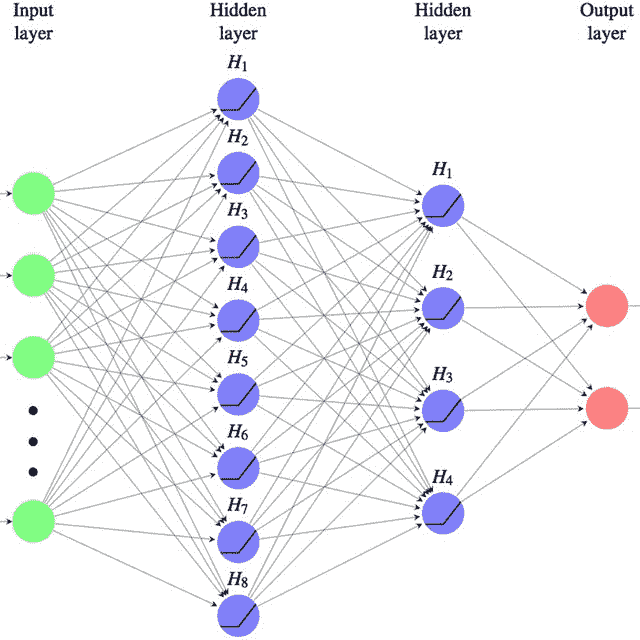 Input
layer
Hidden
layer
Hidden
layer
Output
layer
H₁
H₂
H₃
H₄
H₅
H₆
H₇
H₈
H₁
H₂
H₃
H₄